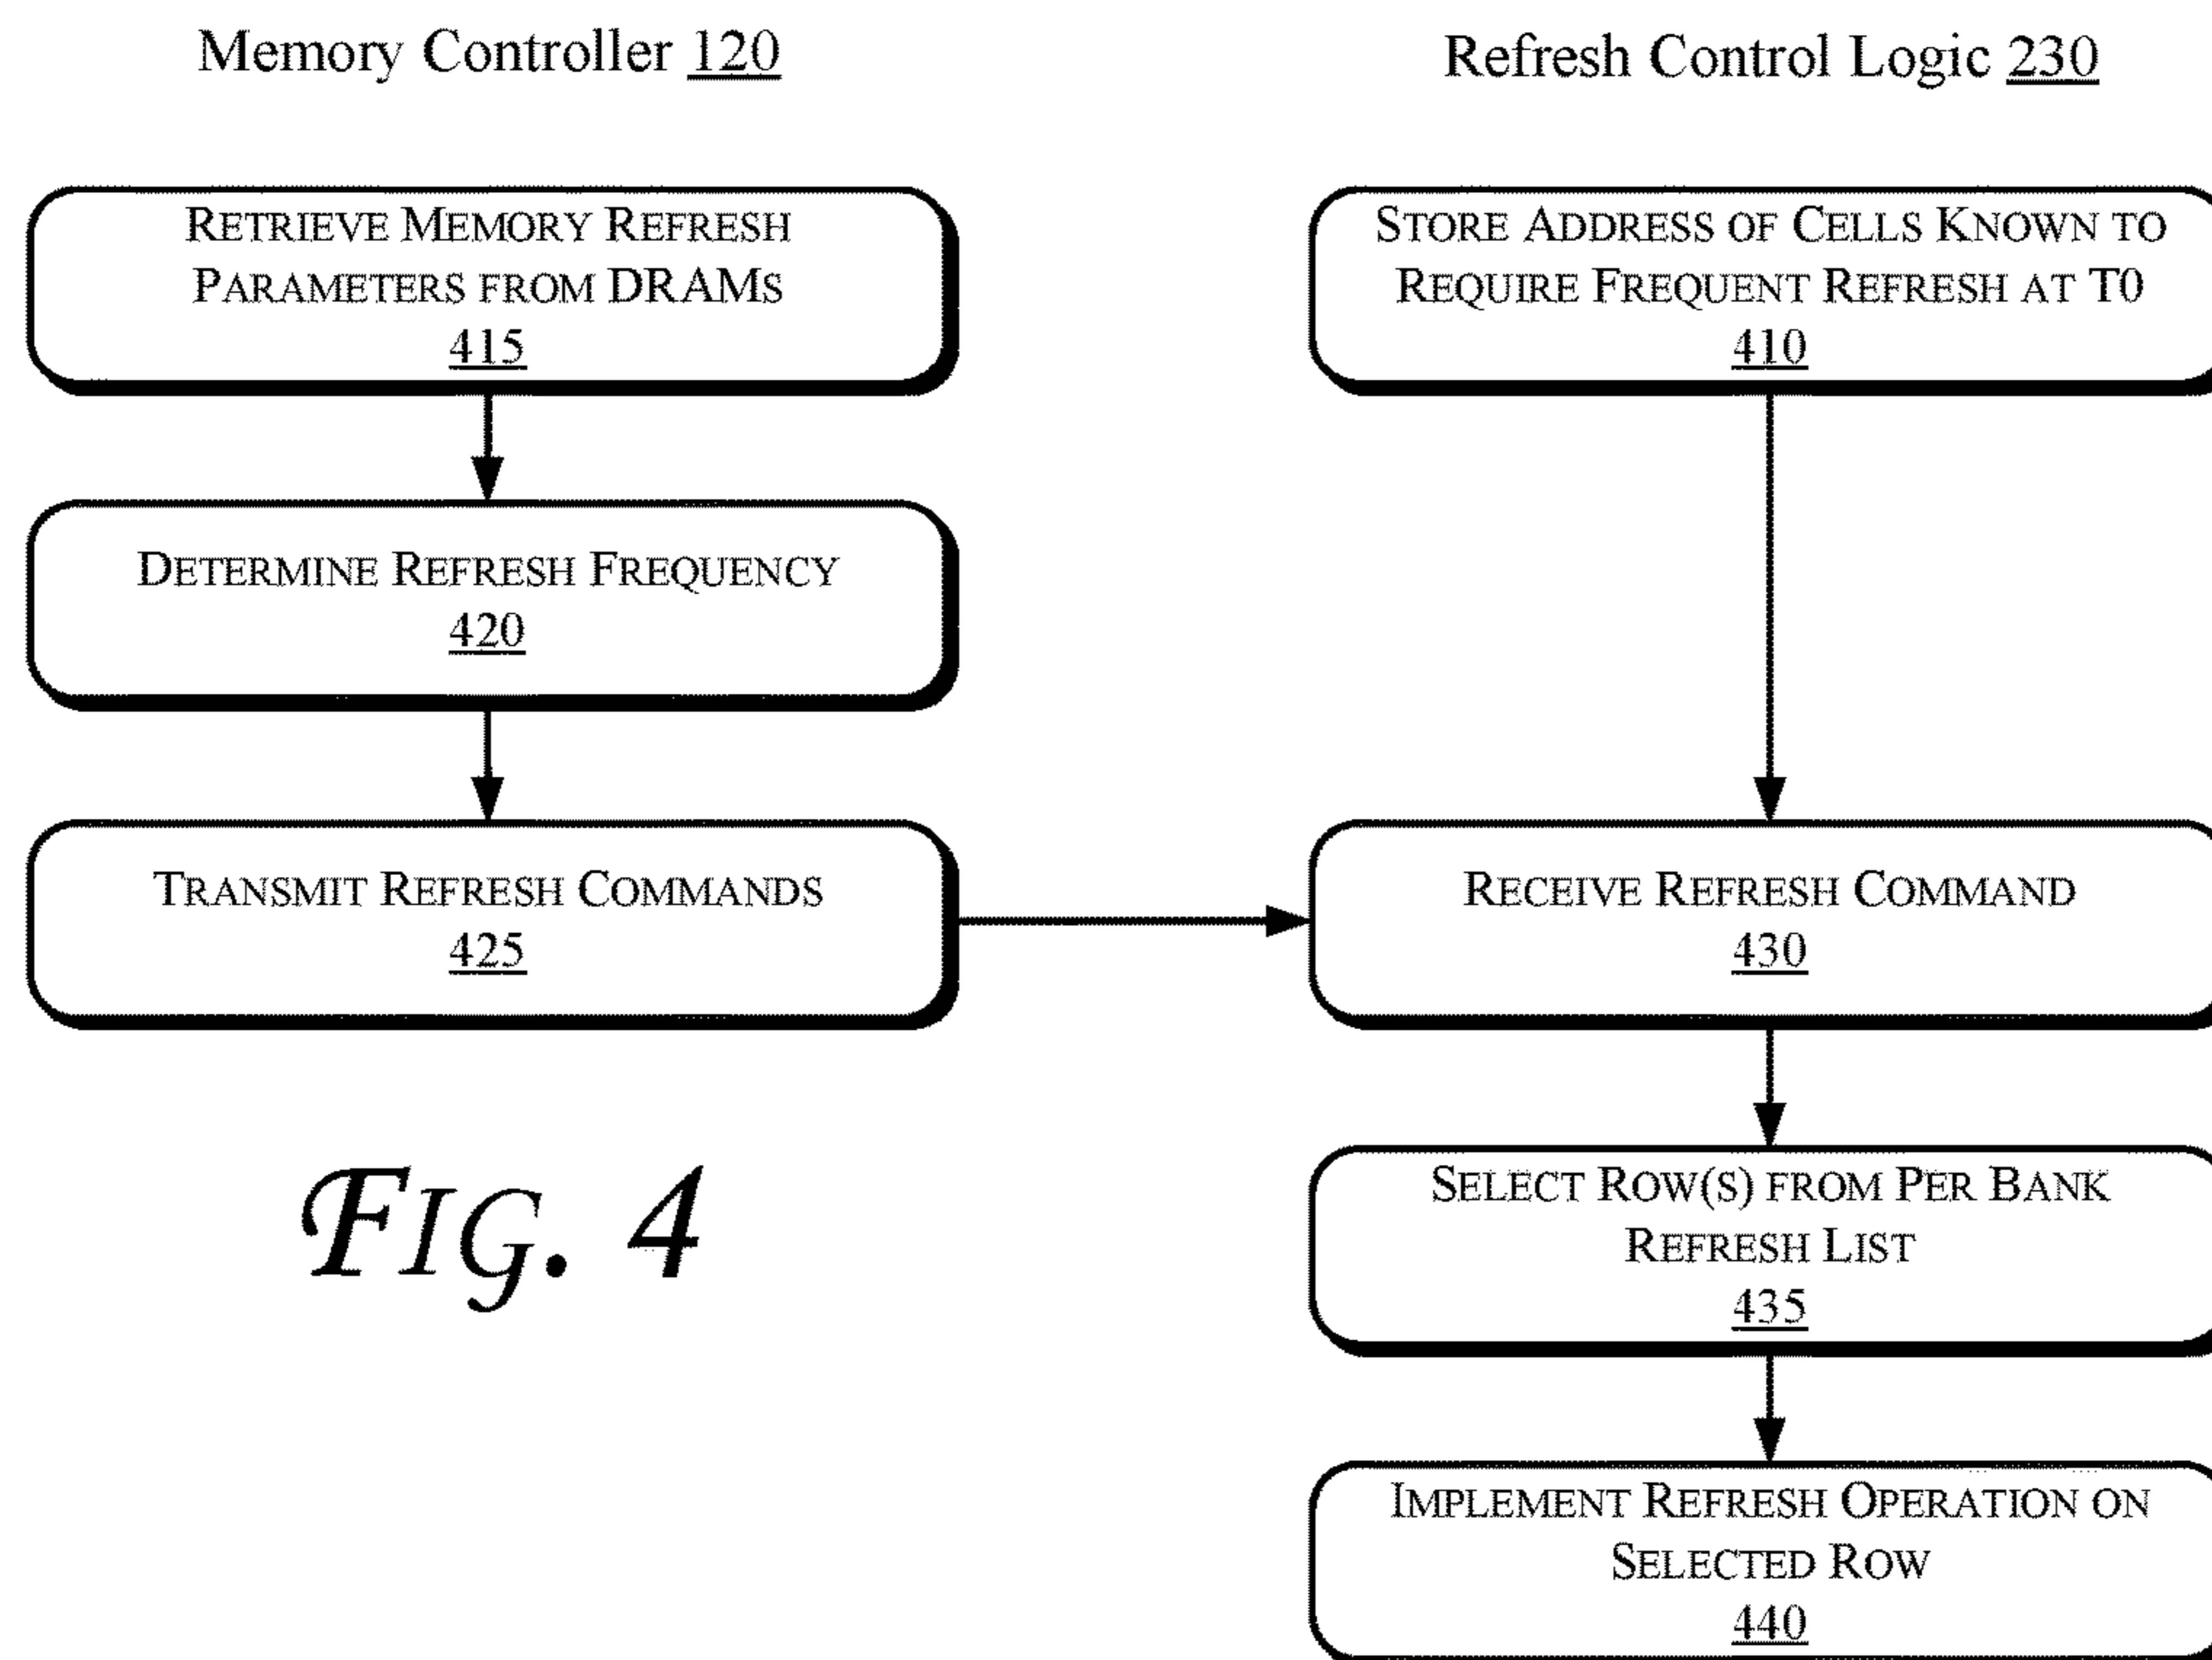 Memory Controller 120
Refresh Control Logic 230
RETRIEVE MEMORY REFRESH
PARAMETERS FROM DRAMS
415
STORE ADDRESS OF CELLS KNOWN TO
REQUIRE FREQUENT REFRESH AT T0
410
DETERMINE REFRESH FREQUENCY
420
TRANSMIT REFRESH COMMANDS
425
RECEIVE REFRESH COMMAND
430
SELECT ROW(S) FROM PER BANK
REFRESH LIST
435
IMPLEMENT REFRESH OPERATION ON
SELECTED ROW
440
FIG. 4